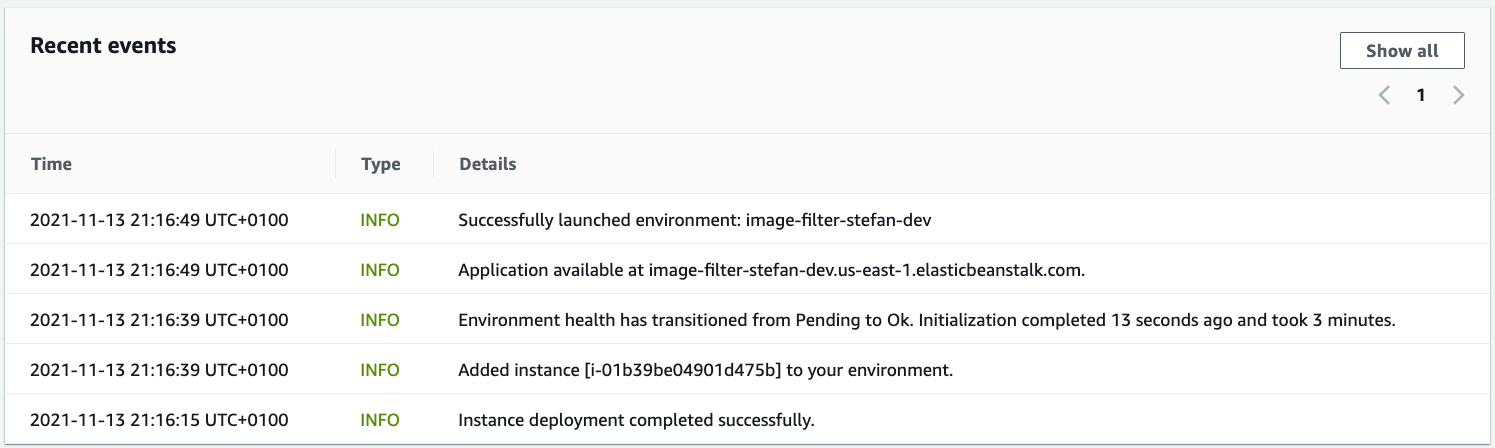 Recent events
Show all
1
Time Type Details
2021-11-13 21:16:49 UTC+0100 INFO Successfully launched environment: image-filter-stefan-dev
2021-11-13 21:16:49 UTC+0100 INFO Application available at image-filter-stefan-dev.us-east-1.elasticbeanstalk.com.
2021-11-13 21:16:39 UTC+0100 INFO Environment health has transitioned from Pending to Ok. Initialization completed 13 seconds ago and took 3 minutes.
2021-11-13 21:16:39 UTC+0100 INFO Added instance [i-01b39be04901d475b] to your environment.
2021-11-13 21:16:15 UTC+0100 INFO Instance deployment completed successfully.